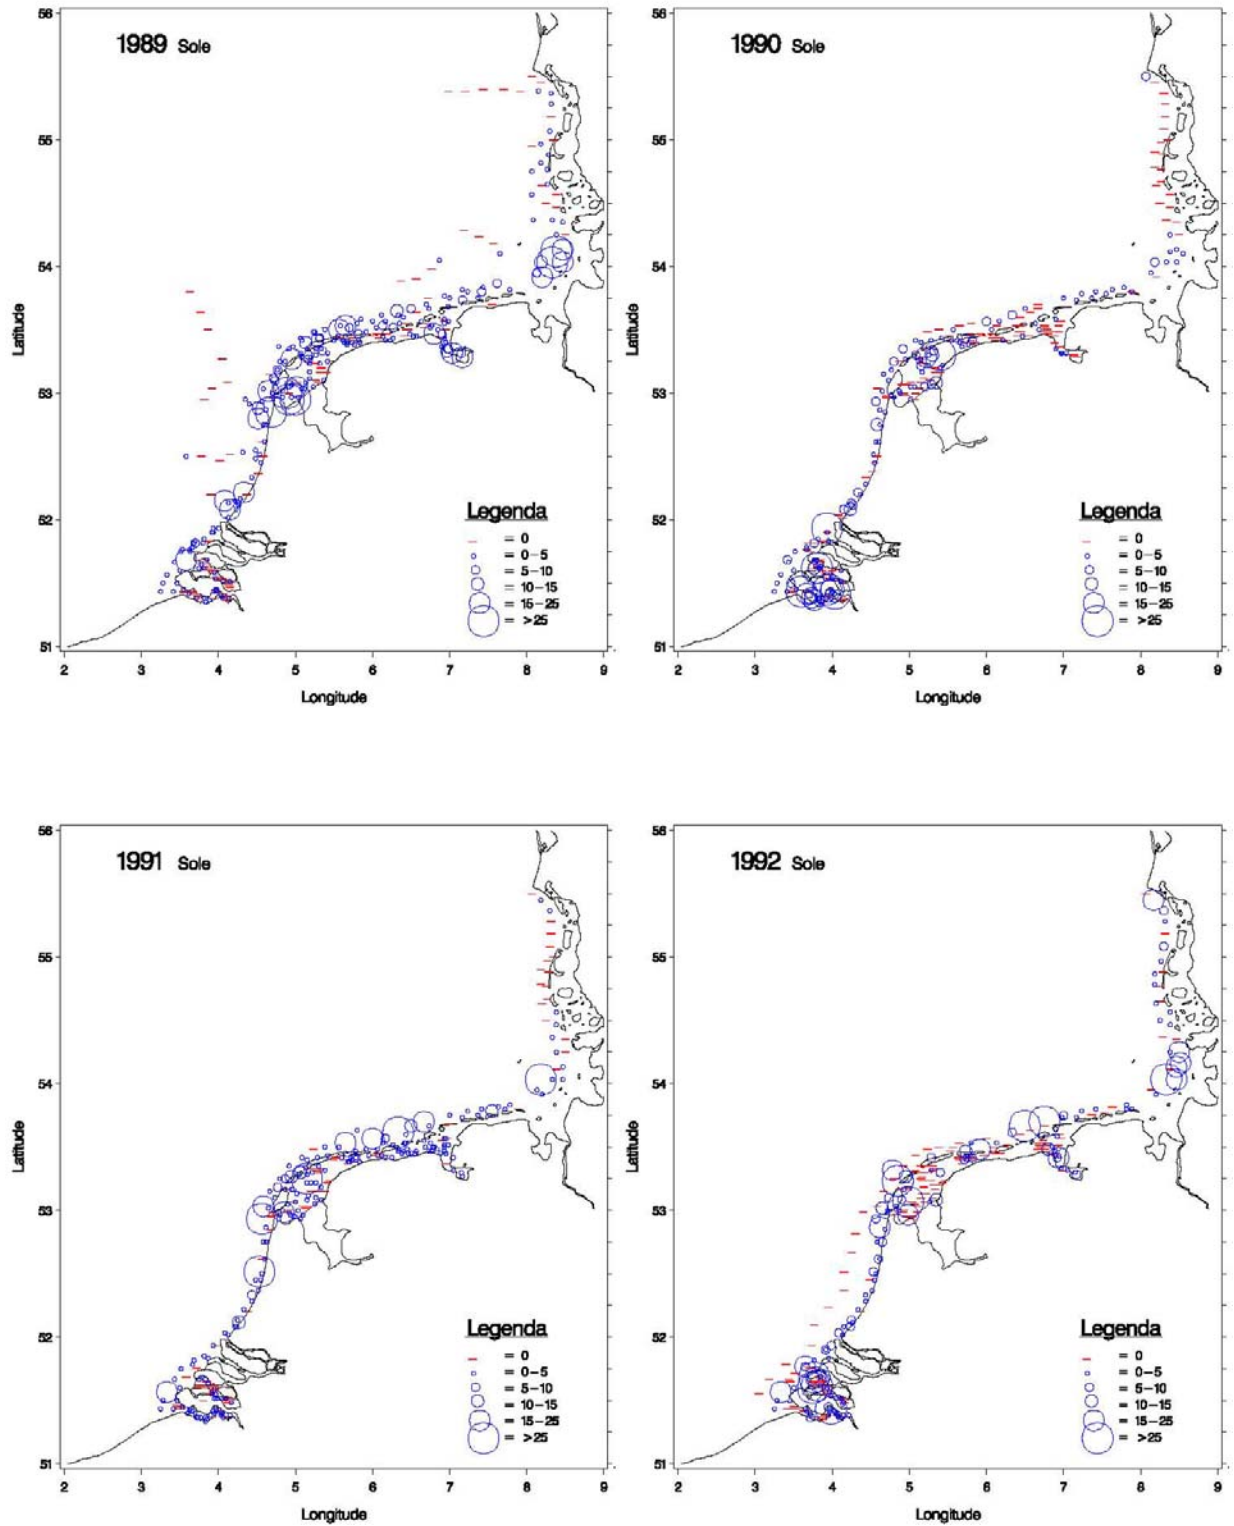 1989 Sole
56
55
54
53
52
51
Latitude
Legenda
= 0
= 0-5
= 5-10
= 10-15
= 15-25
= >25
2 3 4 5 6 7 8 9
Longitude
1990 Sole
56
55
54
53
52
51
Latitude
Legenda
= 0
= 0-5
= 5-10
= 10-15
= 15-25
= >25
2 3 4 5 6 7 8 9
Longitude
1991 Sole
56
55
54
53
52
51
Latitude
Legenda
= 0
= 0-5
= 5-10
= 10-15
= 15-25
= >25
2 3 4 5 6 7 8 9
Longitude
1992 Sole
56
55
54
53
52
51
Latitude
Legenda
= 0
= 0-5
= 5-10
= 10-15
= 15-25
= >25
2 3 4 5 6 7 8 9
Longitude